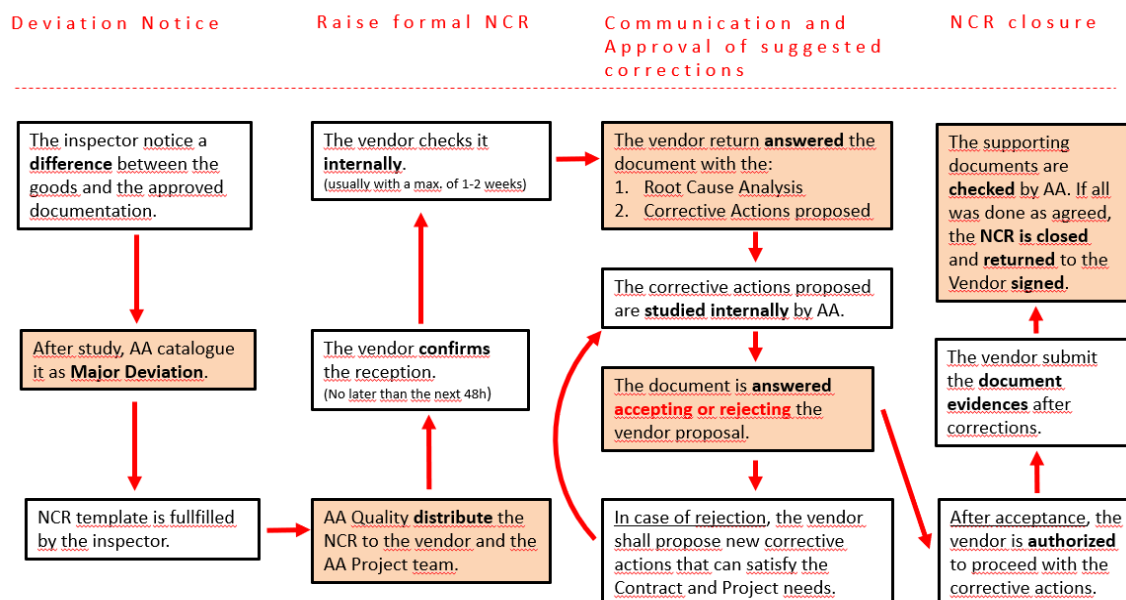 Deviation Notice
Raise formal NCR
Communication and
Approval of suggested
corrections
NCR closure
The inspector notice a
difference between the
goods and the approved
documentation.
After study, AA catalogue
it as Major Deviation.
NCR template is fullfilled
by the inspector.
The vendor checks it
internally.
(usually with a max. of 1-2 weeks)
The vendor confirms
the reception.
(No later than the next 48h)
AA Quality distribute the
NCR to the vendor and the
AA Project team.
The vendor return answered the
document with the:
1. Root Cause Analysis
2. Corrective Actions proposed
The corrective actions proposed
are studied internally by AA.
The document is answered
accepting or rejecting the
vendor proposal.
In case of rejection, the vendor
shall propose new corrective
actions that can satisfy the
Contract and Project needs.
The supporting
documents are
checked by AA. If all
was done as agreed,
the NCR is closed
and returned to the
Vendor signed.
The vendor submit
the document
evidences after
corrections.
After acceptance, the
vendor is authorized
to proceed with the
corrective actions.